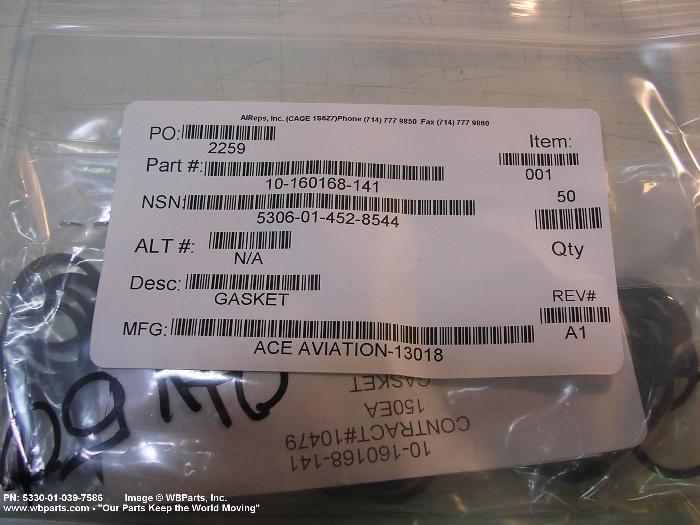 AIReps, Inc. (CAGE 1S6Z7)Phone (714) 777 9850 Fax (714) 777 9860
PO:
2259
Item:
001
Part #:
10-160168-141
50
NSN:
5306-01-452-8544
ALT #:
N/A
Qty
Desc:
GASKET
REV#
A1
MFG:
ACE AVIATION-13018
10-160168-141
CONTRACT#10479
150EA
GASKET
PN: 5330-01-039-7586 Image © WBParts, Inc.
www.wbparts.com - "Our Parts Keep the World Moving"